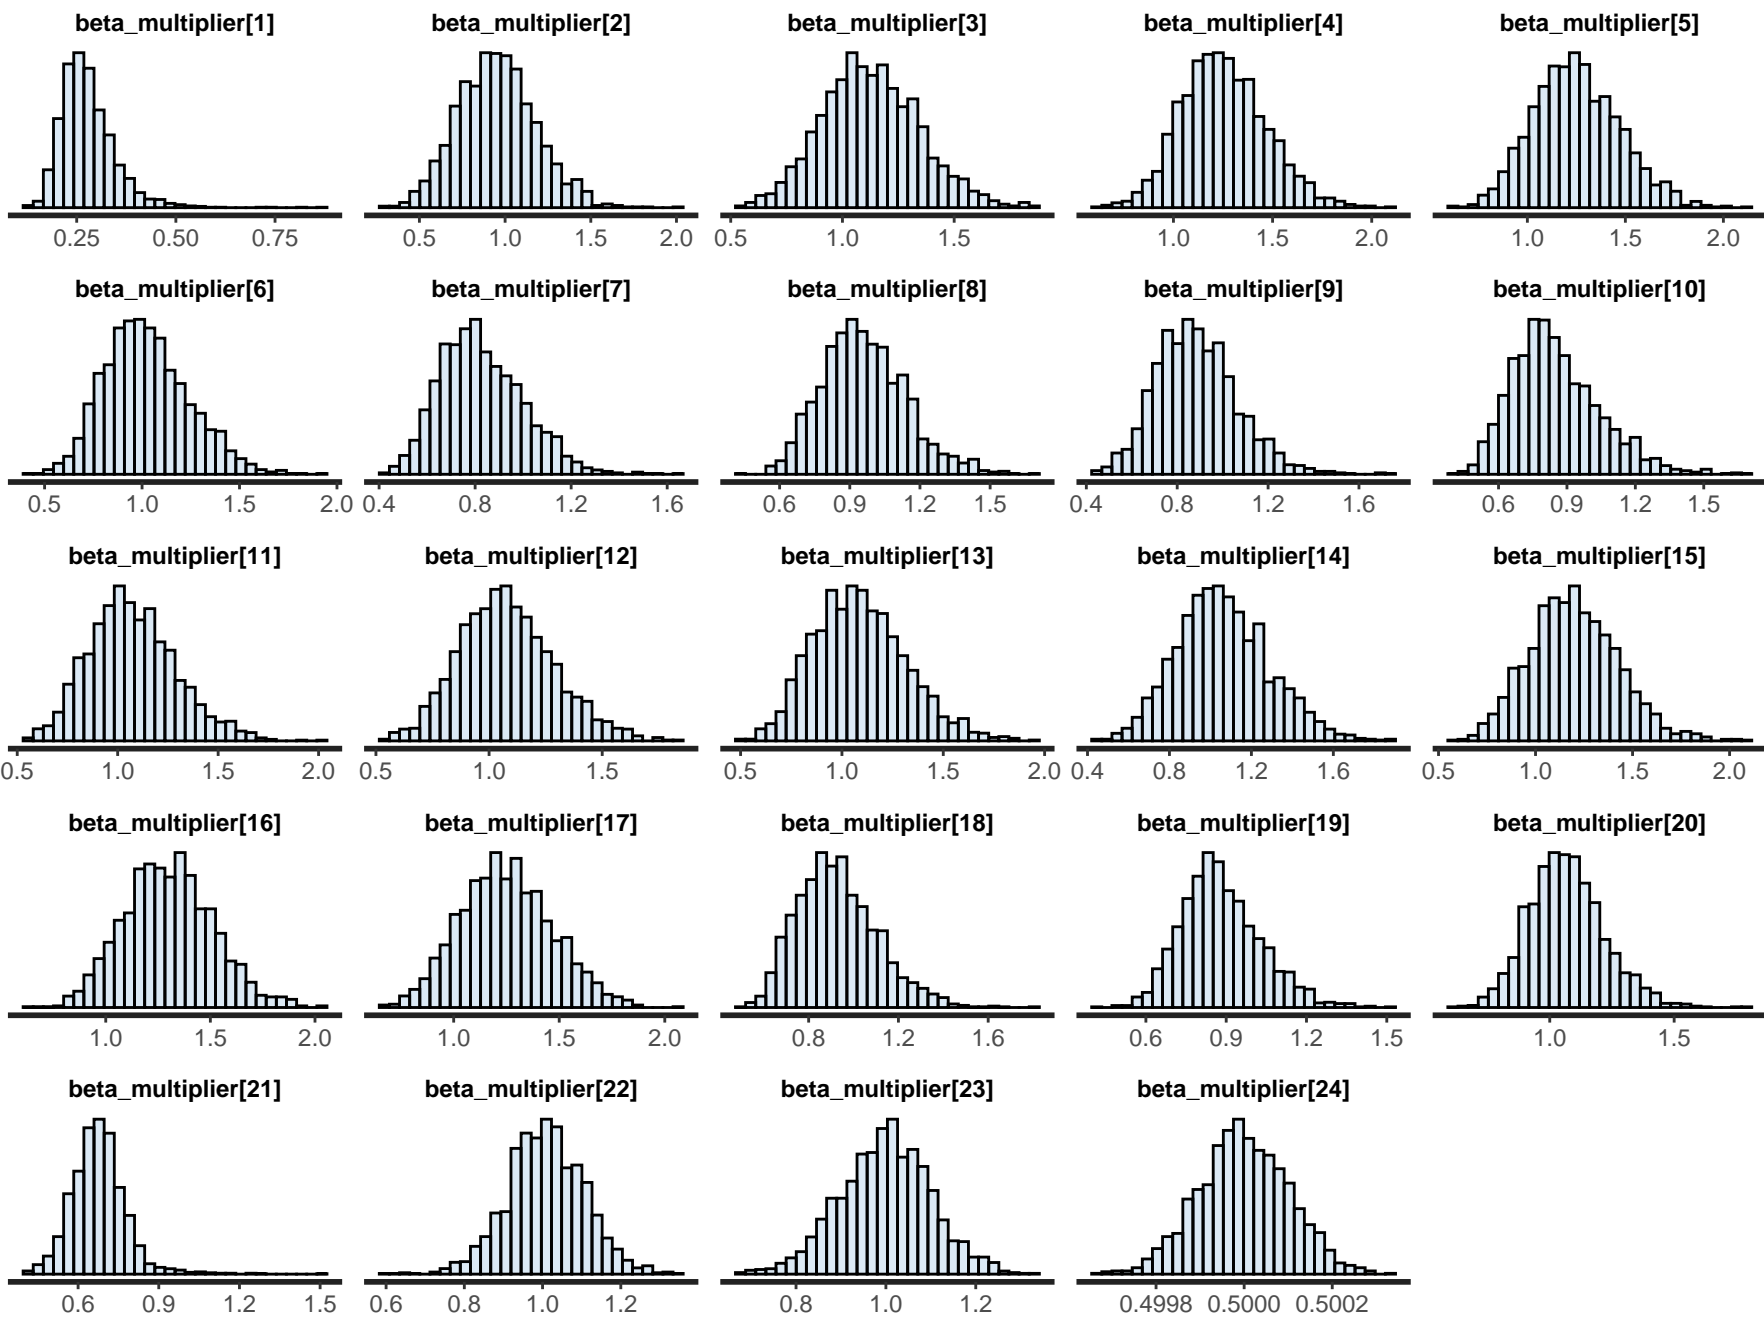 beta_multiplier[1] beta_multiplier[2] beta_multiplier[3] beta_multiplier[4] beta_multiplier[5]
0.25 0.50 0.75 0.5 1.0 1.5 2.0 0.5 1.0 1.5 1.0 1.5 2.0 1.0 1.5 2.0
beta_multiplier[6] beta_multiplier[7] beta_multiplier[8] beta_multiplier[9] beta_multiplier[10]
0.5 1.0 1.5 2.0 0.4 0.8 1.2 1.6 0.6 0.9 1.2 1.5 0.4 0.8 1.2 1.6 0.6 0.9 1.2 1.5
beta_multiplier[11] beta_multiplier[12] beta_multiplier[13] beta_multiplier[14] beta_multiplier[15]
0.5 1.0 1.5 2.0 0.5 1.0 1.5 0.5 1.0 1.5 2.0 0.4 0.8 1.2 1.6 0.5 1.0 1.5 2.0
beta_multiplier[16] beta_multiplier[17] beta_multiplier[18] beta_multiplier[19] beta_multiplier[20]
1.0 1.5 2.0 1.0 1.5 2.0 0.8 1.2 1.6 0.6 0.9 1.2 1.5 1.0 1.5
beta_multiplier[21] beta_multiplier[22] beta_multiplier[23] beta_multiplier[24]
0.6 0.9 1.2 1.5 0.6 0.8 1.0 1.2 0.8 1.0 1.2 0.4998 0.5000 0.5002